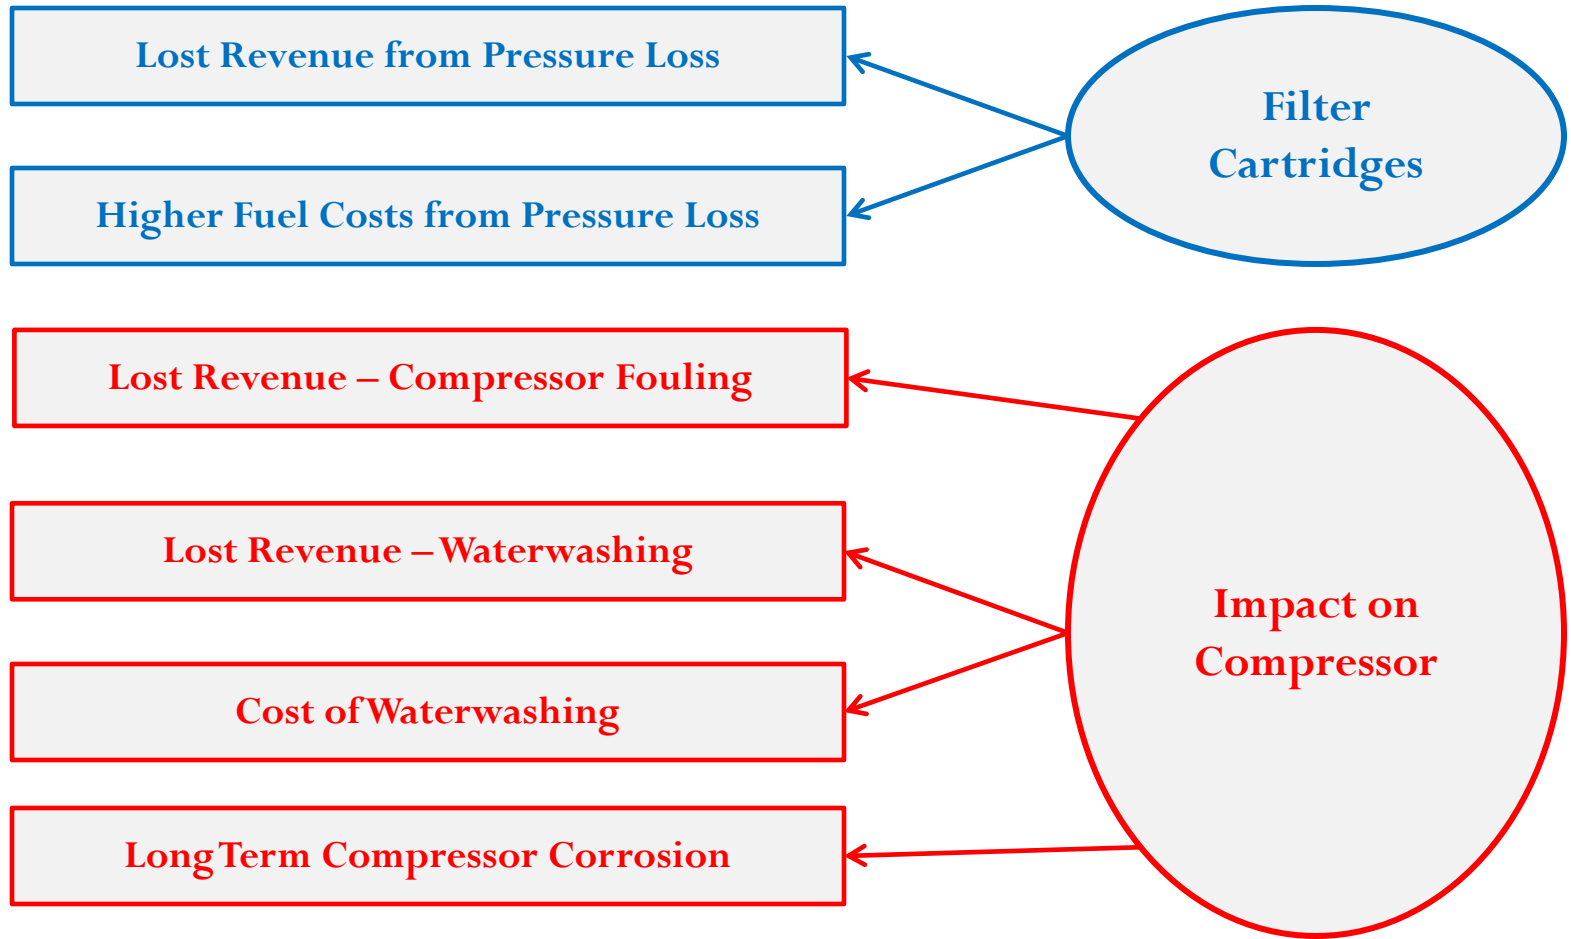 Lost Revenue from Pressure Loss
Higher Fuel Costs from Pressure Loss
Filter
Cartridges
Lost Revenue – Compressor Fouling
Lost Revenue – Waterwashing
Cost of Waterwashing
Long Term Compressor Corrosion
Impact on
Compressor